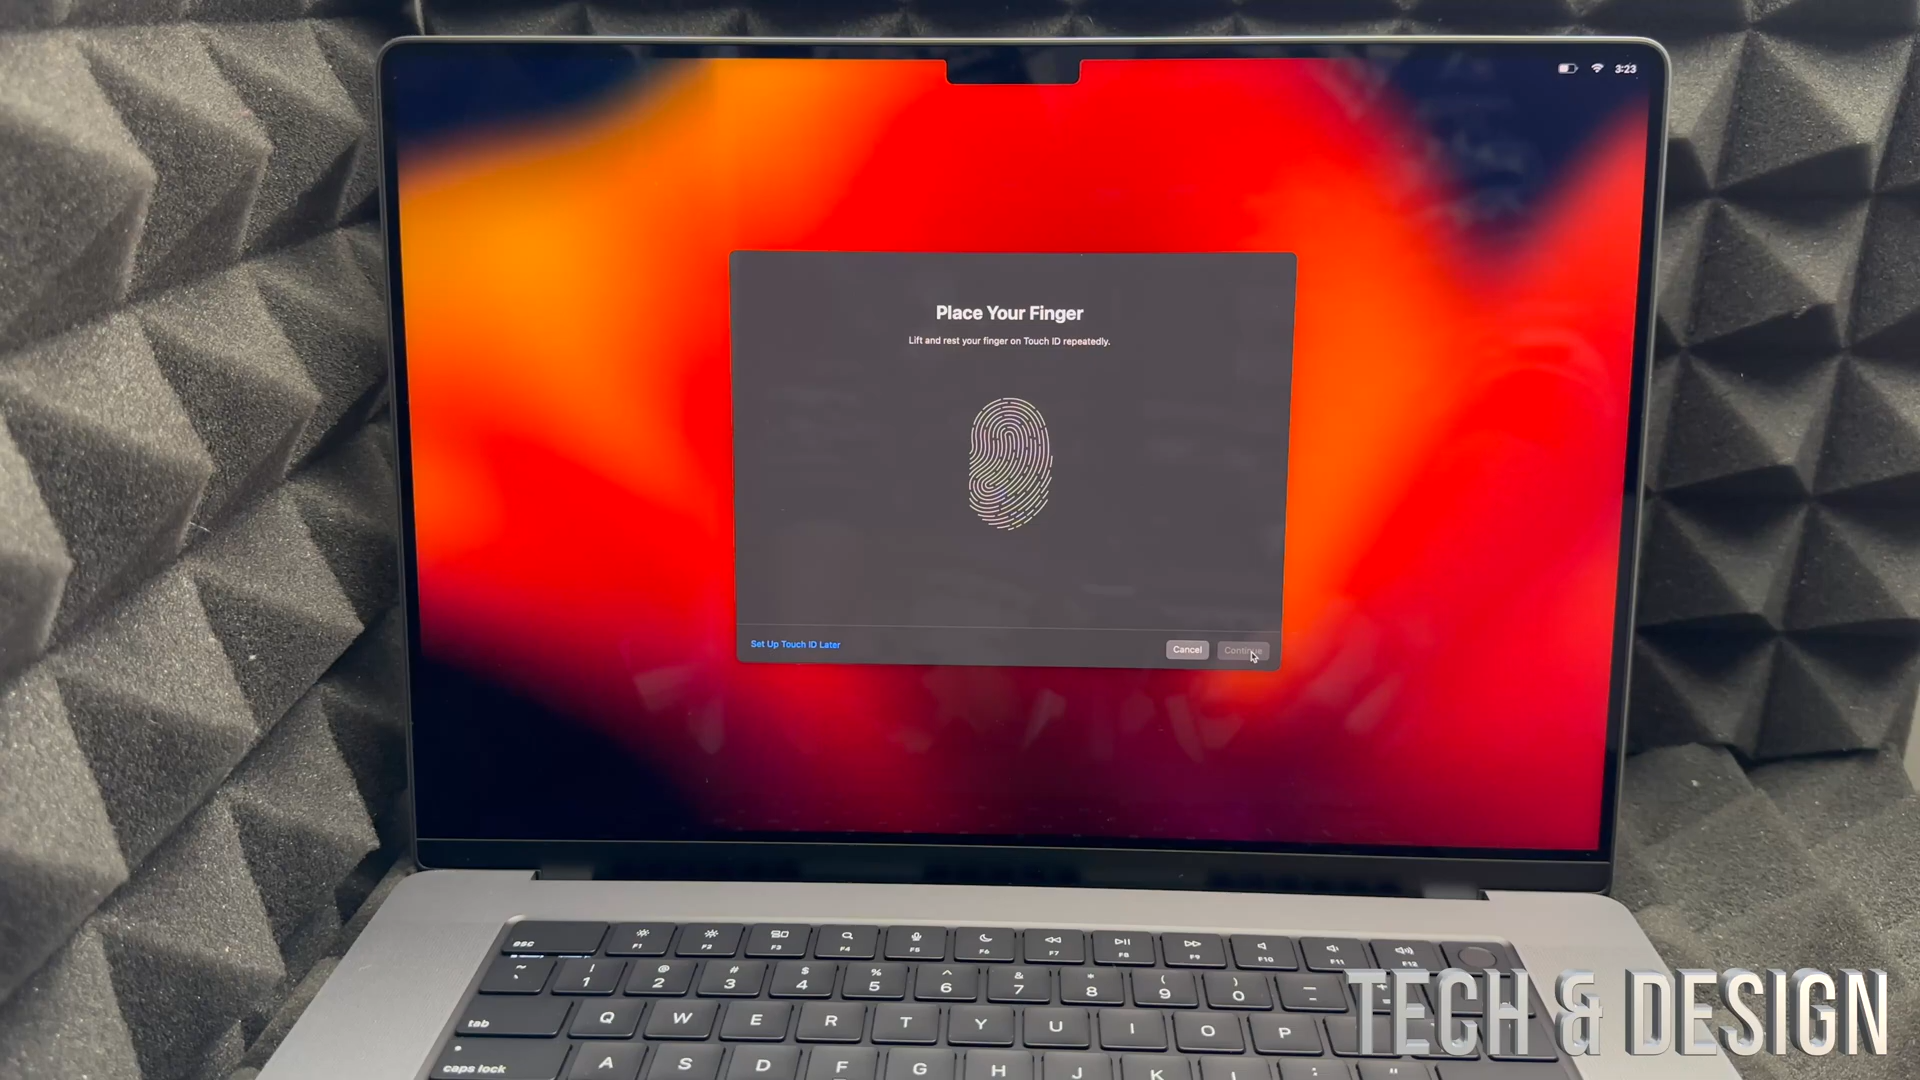 3:23
Place Your Finger
Lift and rest your finger on Touch ID repeatedly.
Set Up Touch ID Later
Cancel
Continue
esc
F1
F2
F3
F4
F5
F6
F7
F8
F9
F10
F11
F12
~ `
! 1
@ 2
# 3
$ 4
% 5
^ 6
& 7
* 8
( 9
) 0
tab Q W E R T Y U I O P
caps lock A S D F G H J K L : "
TECH & DESIGN